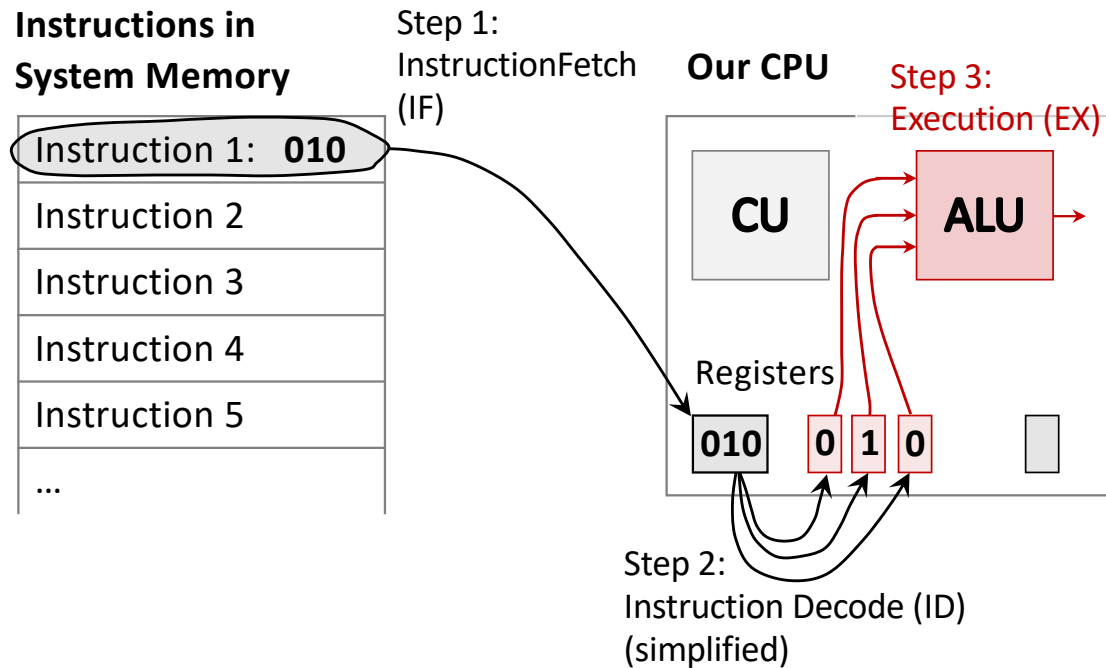 Instructions in
System Memory
Step 1:
InstructionFetch
(IF)
Our CPU
Step 3:
Execution (EX)
Instruction 1: 010
Instruction 2
Instruction 3
Instruction 4
Instruction 5
...
CU
ALU
Registers
010
0
1
0
Step 2:
Instruction Decode (ID)
(simplified)